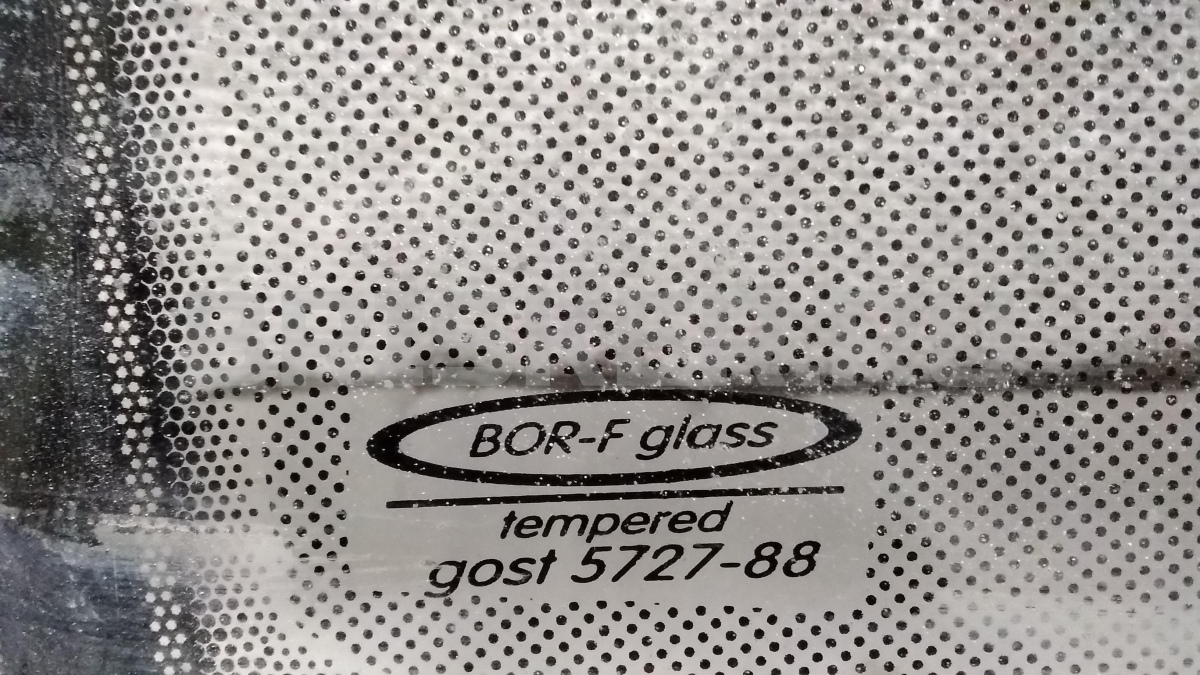 BOR-F glass
tempered
gost 5727-88